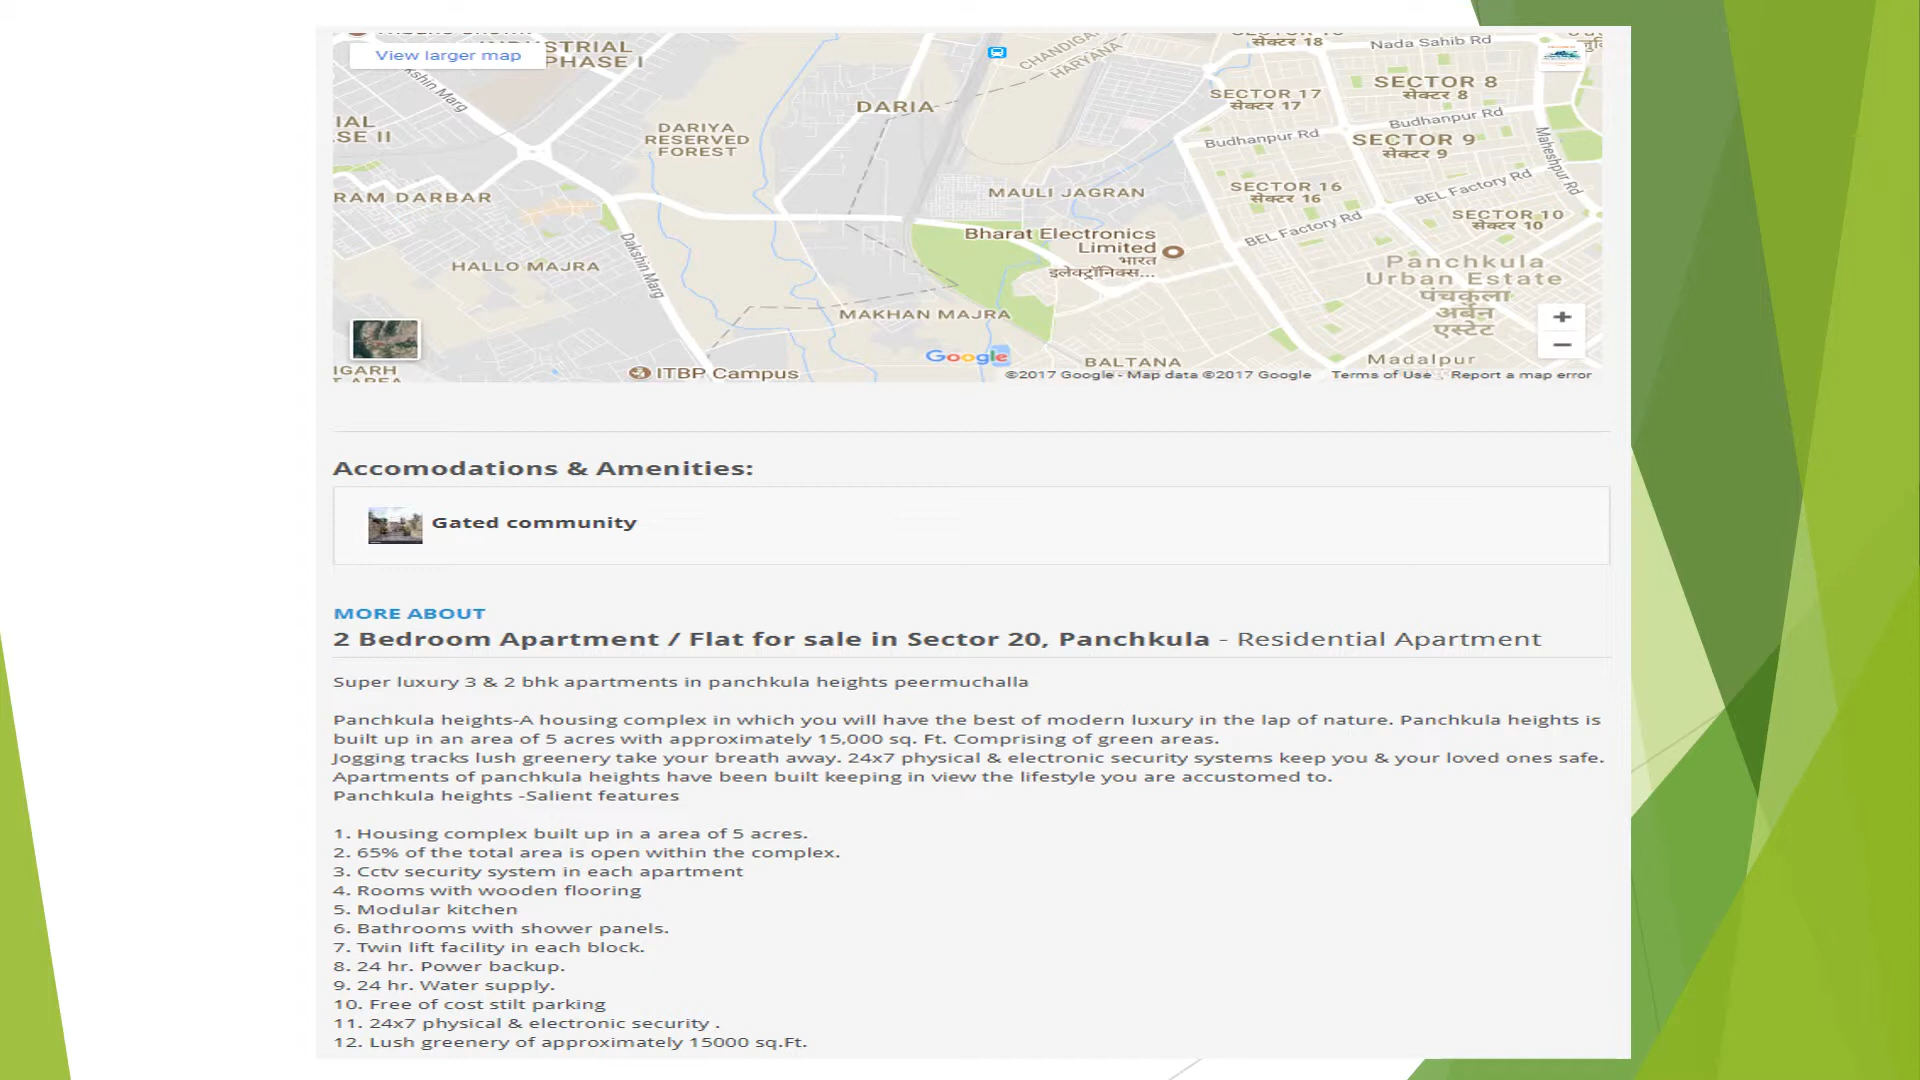 View larger map
INDUSTRIAL
PHASE I
Dakshin Marg
IAL
SE II
RAM DARBAR
HALLO MAJRA
Dakshin Marg
DARIYA
RESERVED
FOREST
DARIA
CHANDIGARH
HARYANA
MAULI JAGRAN
Bharat Electronics
Limited
भारत
इलेक्ट्रॉनिक्स...
MAKHAN MAJRA
BALTANA
ITBP Campus
IGARH
सेक्टर 18
Nada Sahib Rd
SECTOR 17
सेक्टर 17
SECTOR 8
सेक्टर 8
Budhanpur Rd
Budhanpur Rd
SECTOR 9
सेक्टर 9
Maheshpur Rd
SECTOR 16
सेक्टर 16
BEL Factory Rd
BEL Factory Rd
SECTOR 10
सेक्टर 10
Panchkula
Urban Estate
पंचकुला
अर्बन
एस्टेट
Madalpur
+
−
Google
©2017 Google - Map data ©2017 Google Terms of Use Report a map error
Accomodations & Amenities:
Gated community
MORE ABOUT
2 Bedroom Apartment / Flat for sale in Sector 20, Panchkula - Residential Apartment
Super luxury 3 & 2 bhk apartments in panchkula heights peermuchalla
Panchkula heights-A housing complex in which you will have the best of modern luxury in the lap of nature. Panchkula heights is
built up in an area of 5 acres with approximately 15,000 sq. Ft. Comprising of green areas.
Jogging tracks lush greenery take your breath away. 24x7 physical & electronic security systems keep you & your loved ones safe.
Apartments of panchkula heights have been built keeping in view the lifestyle you are accustomed to.
Panchkula heights -Salient features
1. Housing complex built up in a area of 5 acres.
2. 65% of the total area is open within the complex.
3. Cctv security system in each apartment
4. Rooms with wooden flooring
5. Modular kitchen
6. Bathrooms with shower panels.
7. Twin lift facility in each block.
8. 24 hr. Power backup.
9. 24 hr. Water supply.
10. Free of cost stilt parking
11. 24x7 physical & electronic security .
12. Lush greenery of approximately 15000 sq.Ft.